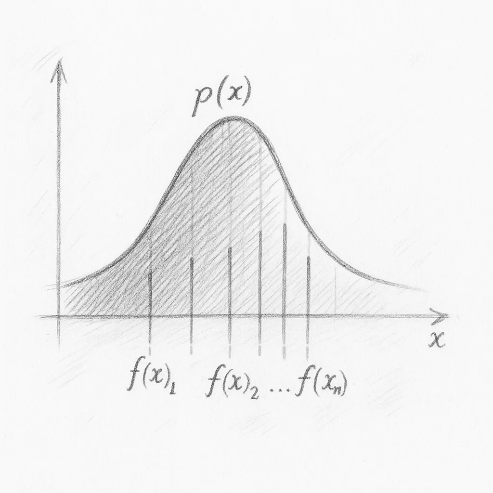 p(x)
x
f(x)₁ f(x)₂ ... f(xₙ)